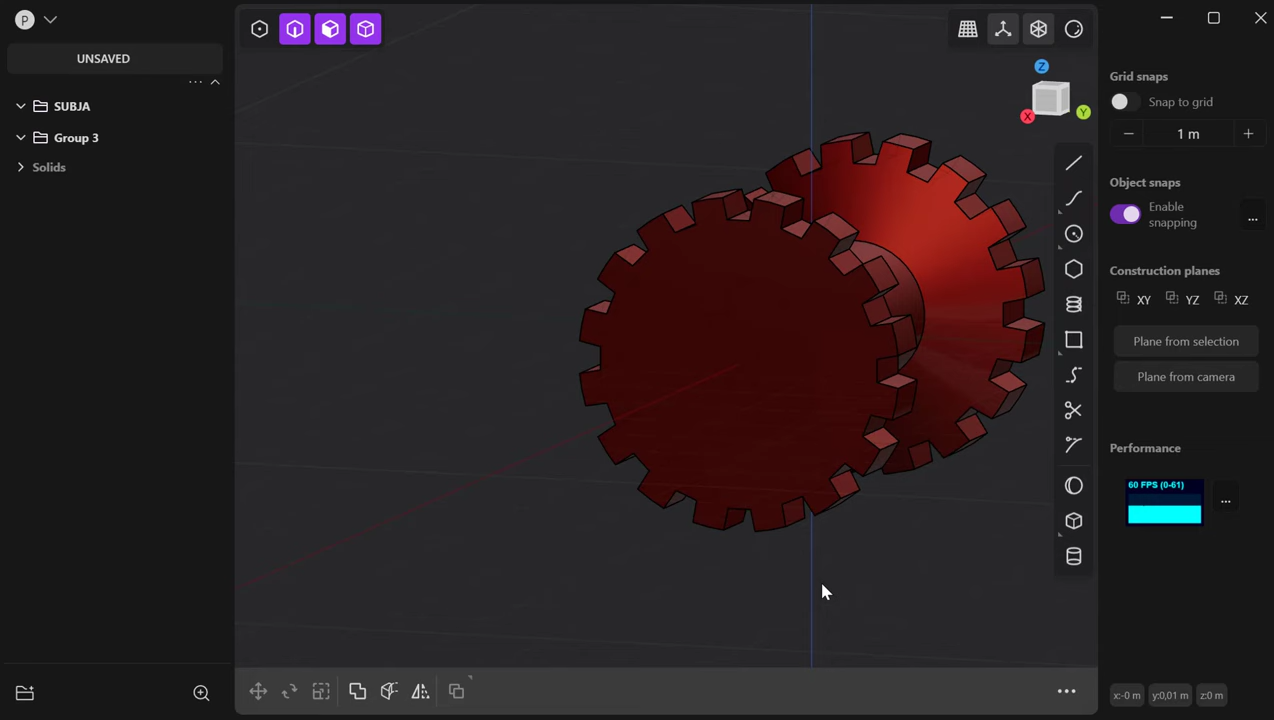 P
UNSAVED
SUBJA
Group 3
Solids
Z
X
Y
Grid snaps
Snap to grid
1 m
Object snaps
Enable
snapping
Construction planes
XY
YZ
XZ
Plane from selection
Plane from camera
Performance
60 FPS (0-61)
x:-0 m
y:0,01 m
z:0 m